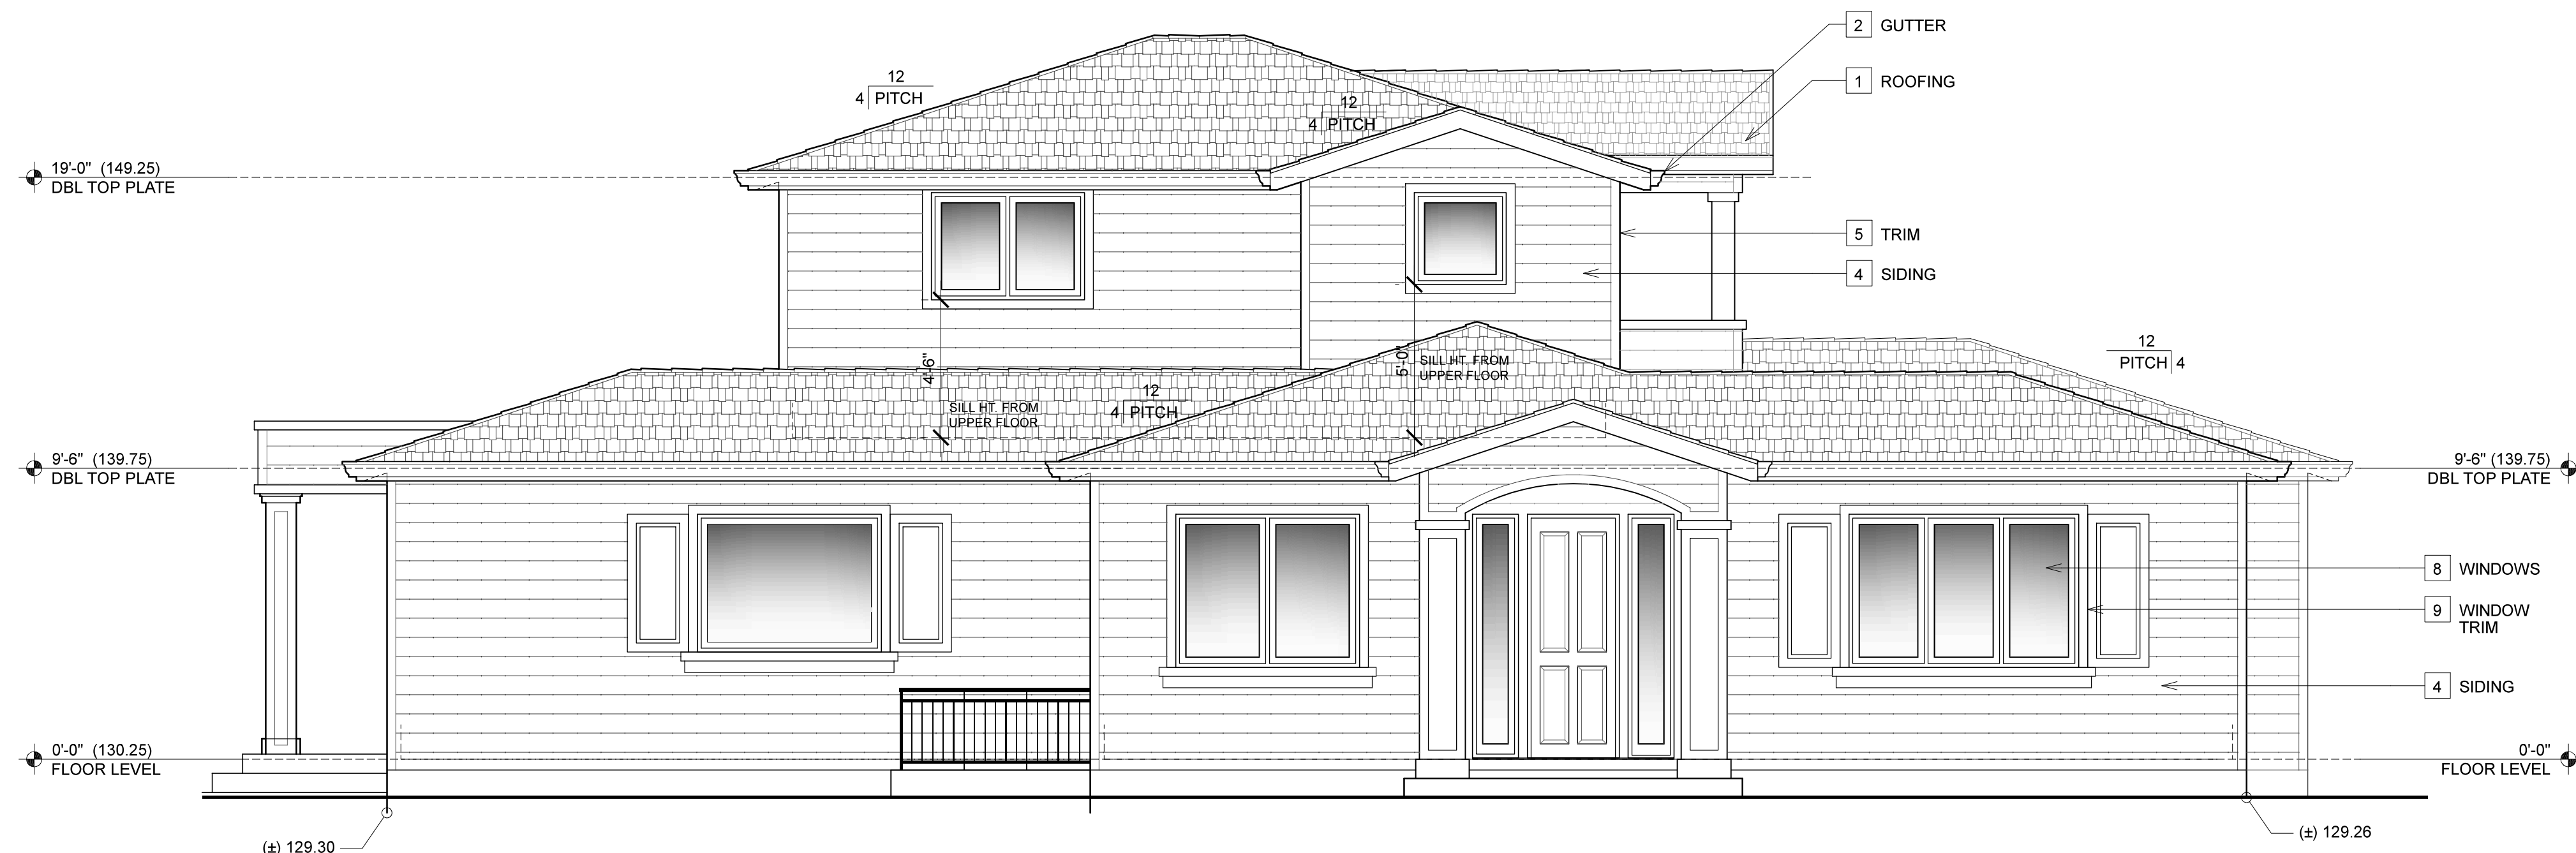 2 GUTTER
12
4 PITCH
1 ROOFING
12
4 PITCH
19'-0" (149.25)
DBL TOP PLATE
5 TRIM
4 SIDING
12
PITCH 4
4'-6"
SILL HT. FROM
UPPER FLOOR
5'-0"
SILL HT. FROM
UPPER FLOOR
12
4 PITCH
9'-6" (139.75)
DBL TOP PLATE
9'-6" (139.75)
DBL TOP PLATE
8 WINDOWS
9 WINDOW
TRIM
4 SIDING
0'-0" (130.25)
FLOOR LEVEL
0'-0"
FLOOR LEVEL
(±) 129.30
(±) 129.26